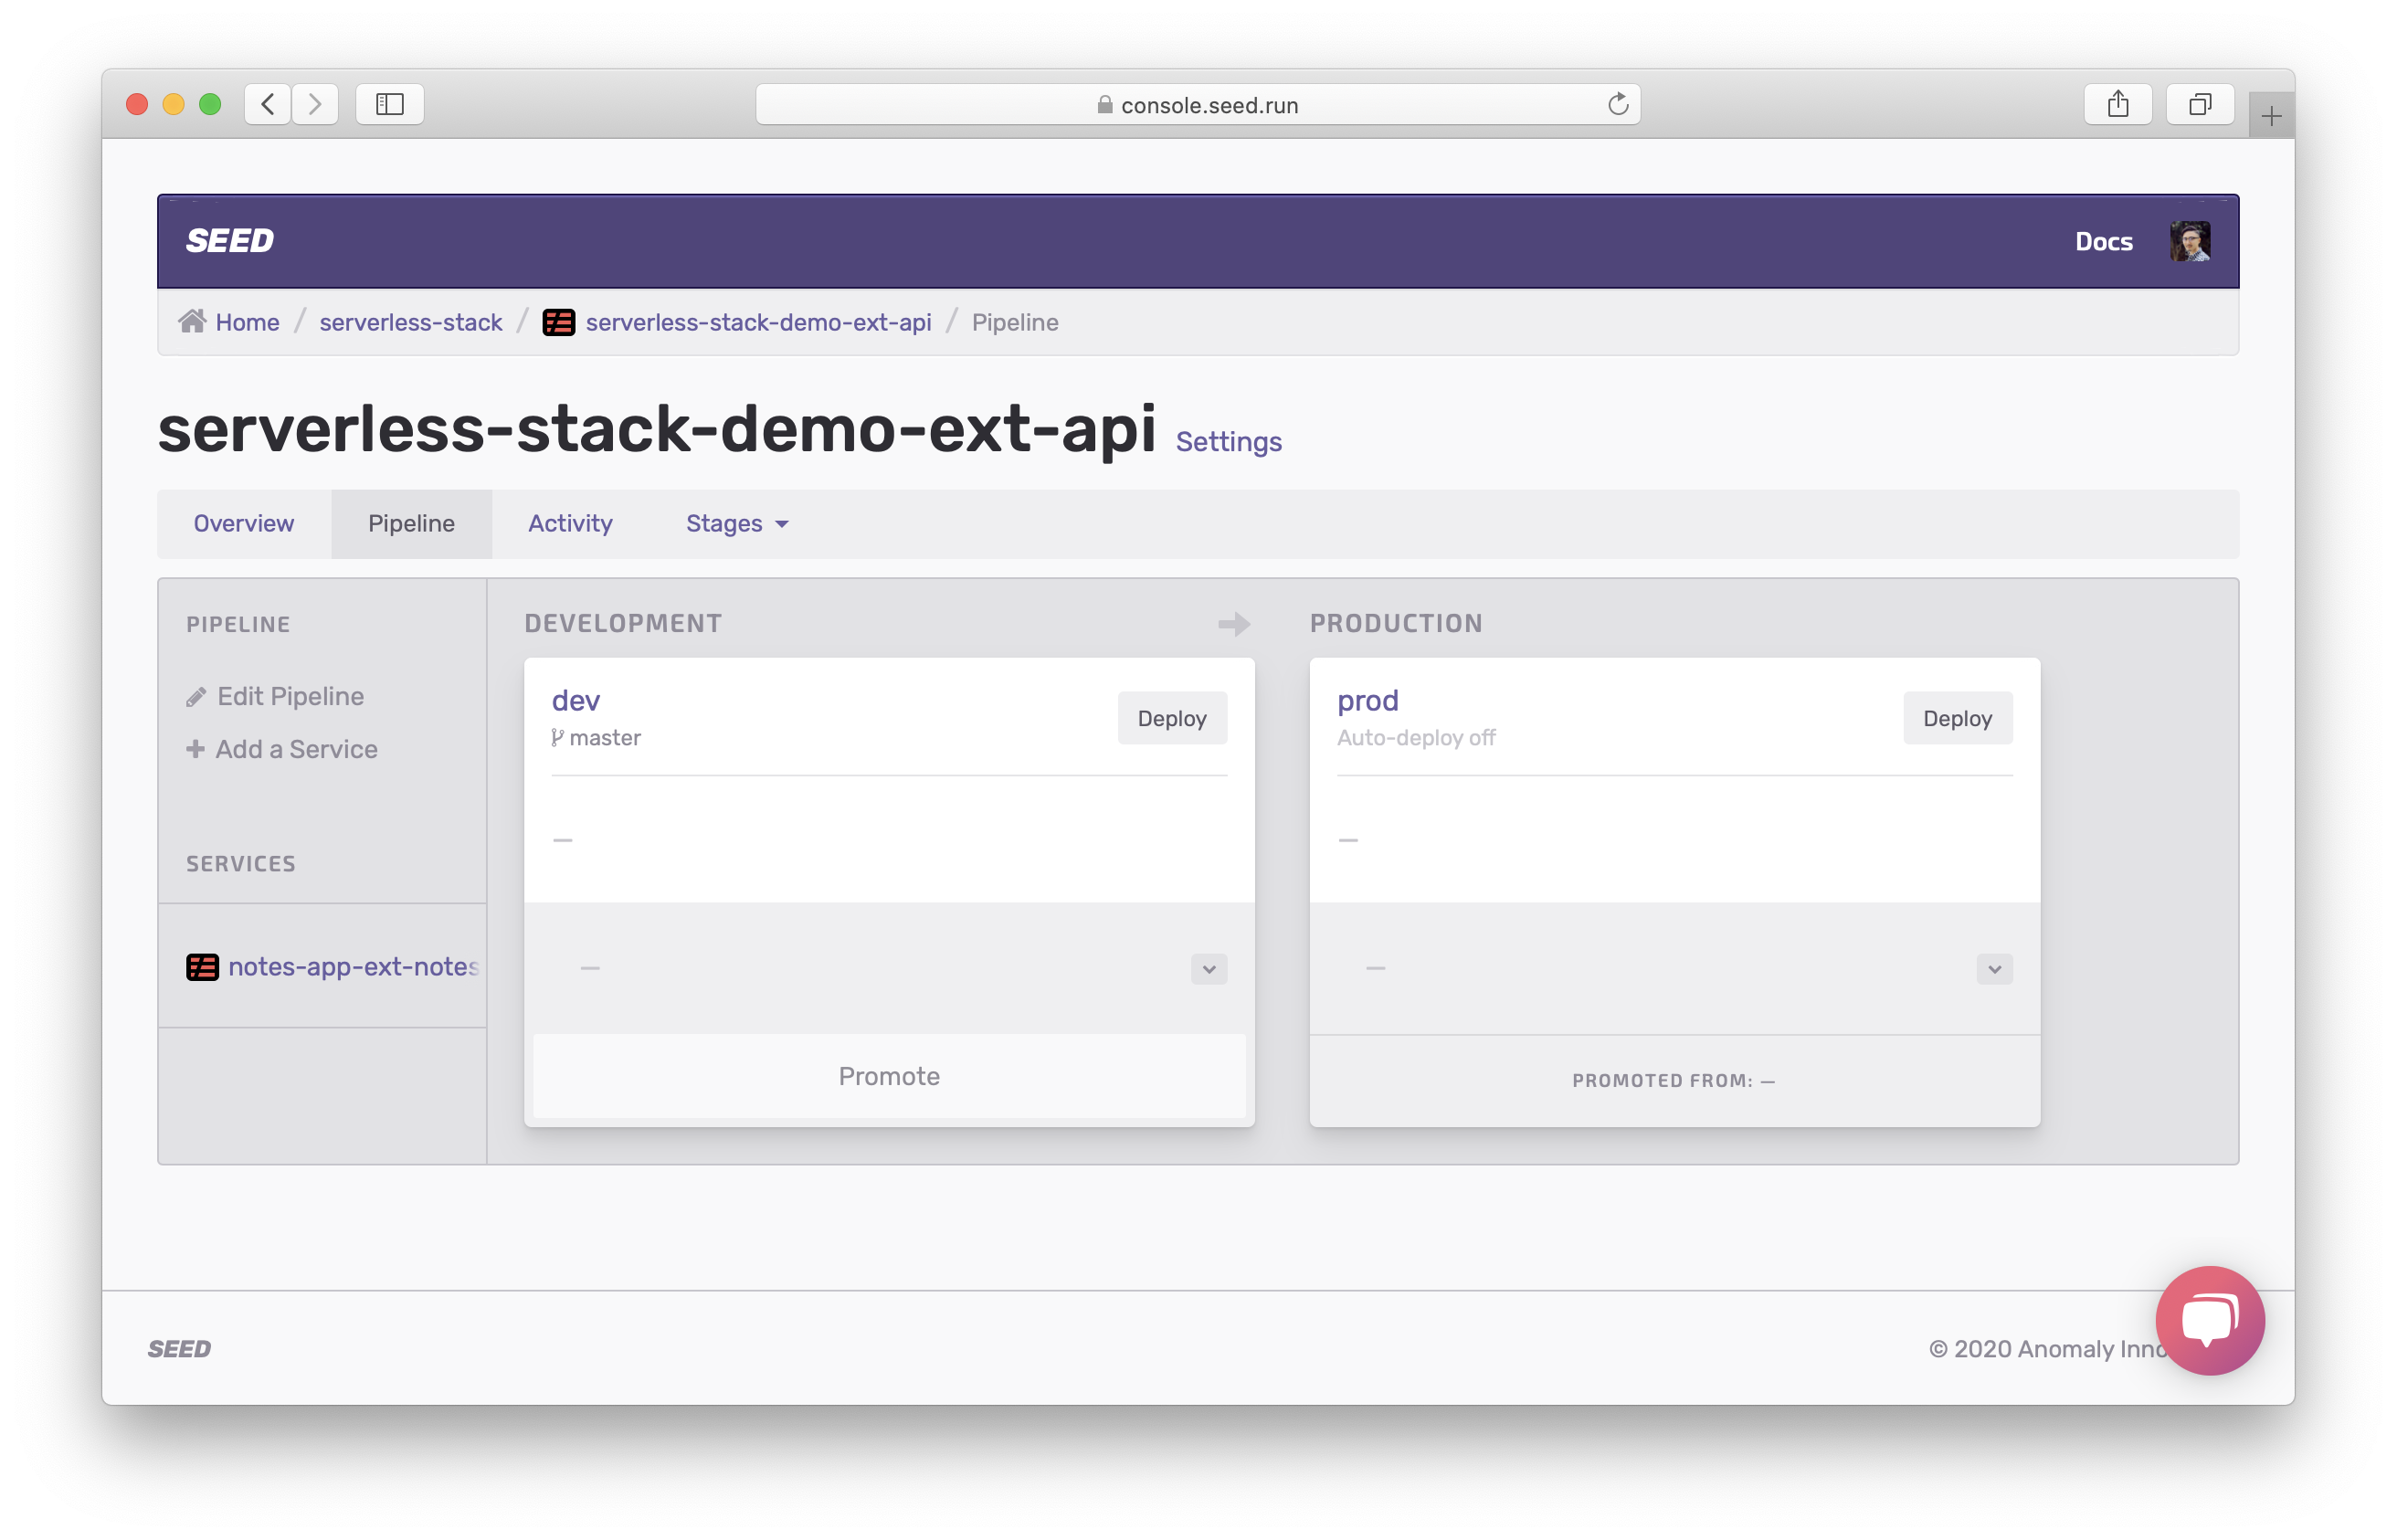 console.seed.run
SEED
Docs
Home / serverless-stack / serverless-stack-demo-ext-api / Pipeline
serverless-stack-demo-ext-api Settings
Overview Pipeline Activity Stages
PIPELINE
Edit Pipeline
+ Add a Service
SERVICES
notes-app-ext-notes
DEVELOPMENT
dev
master
Deploy
—
—
Promote
PRODUCTION
prod
Auto-deploy off
Deploy
—
—
PROMOTED FROM: —
SEED
© 2020 Anomaly